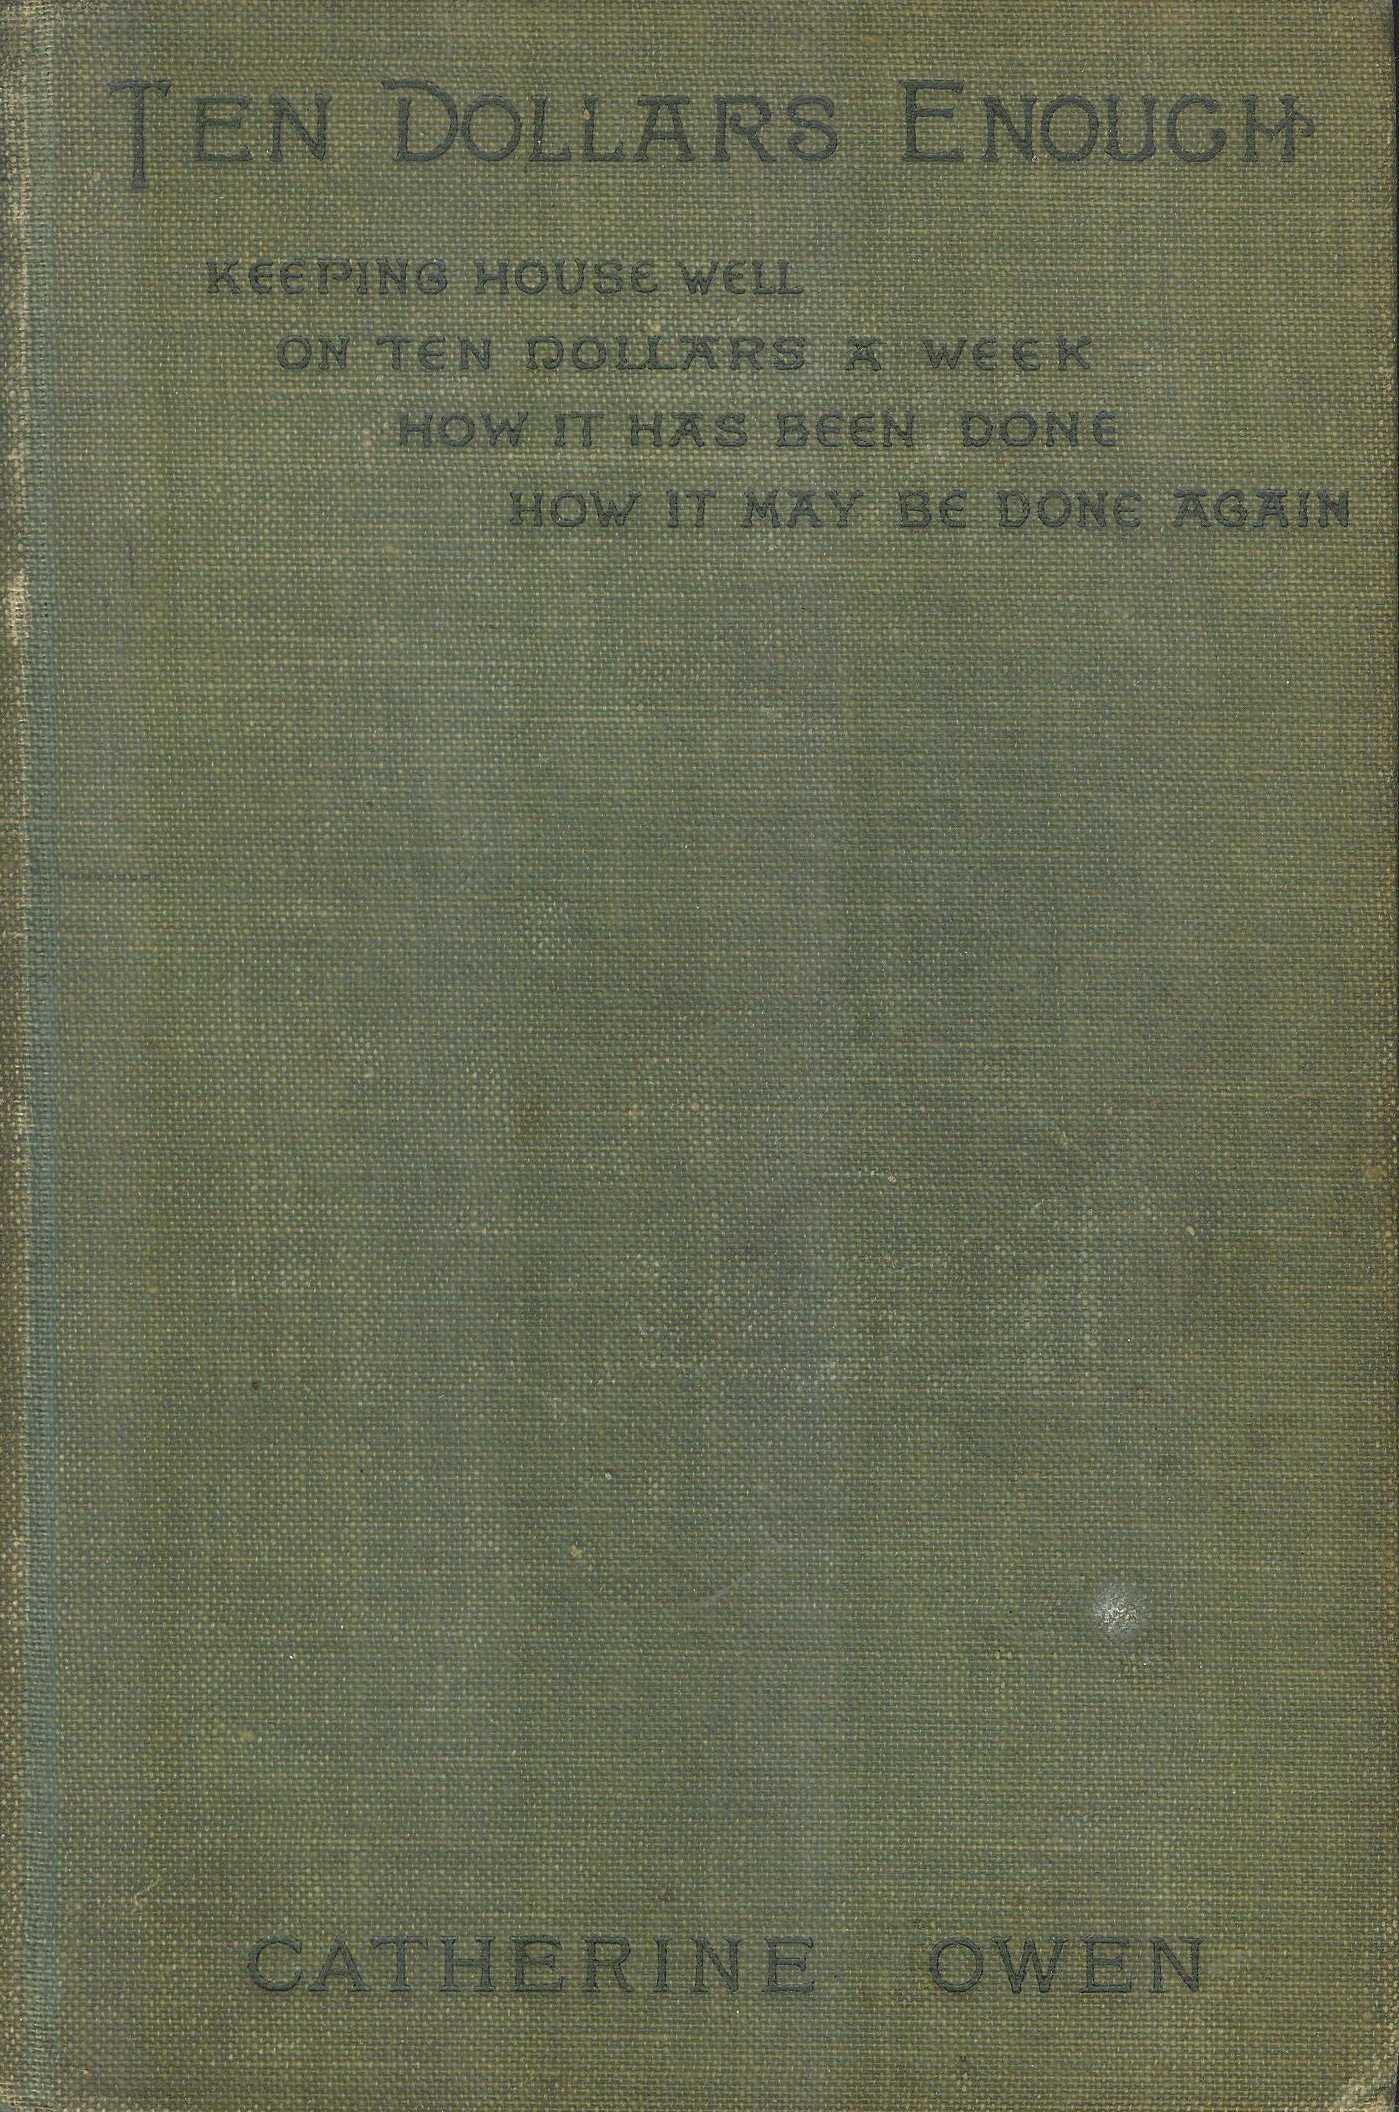 TEN DOLLARS ENOUGH
KEEPING HOUSE WELL
ON TEN DOLLARS A WEEK
HOW IT HAS BEEN DONE
HOW IT MAY BE DONE AGAIN
CATHERINE OWEN